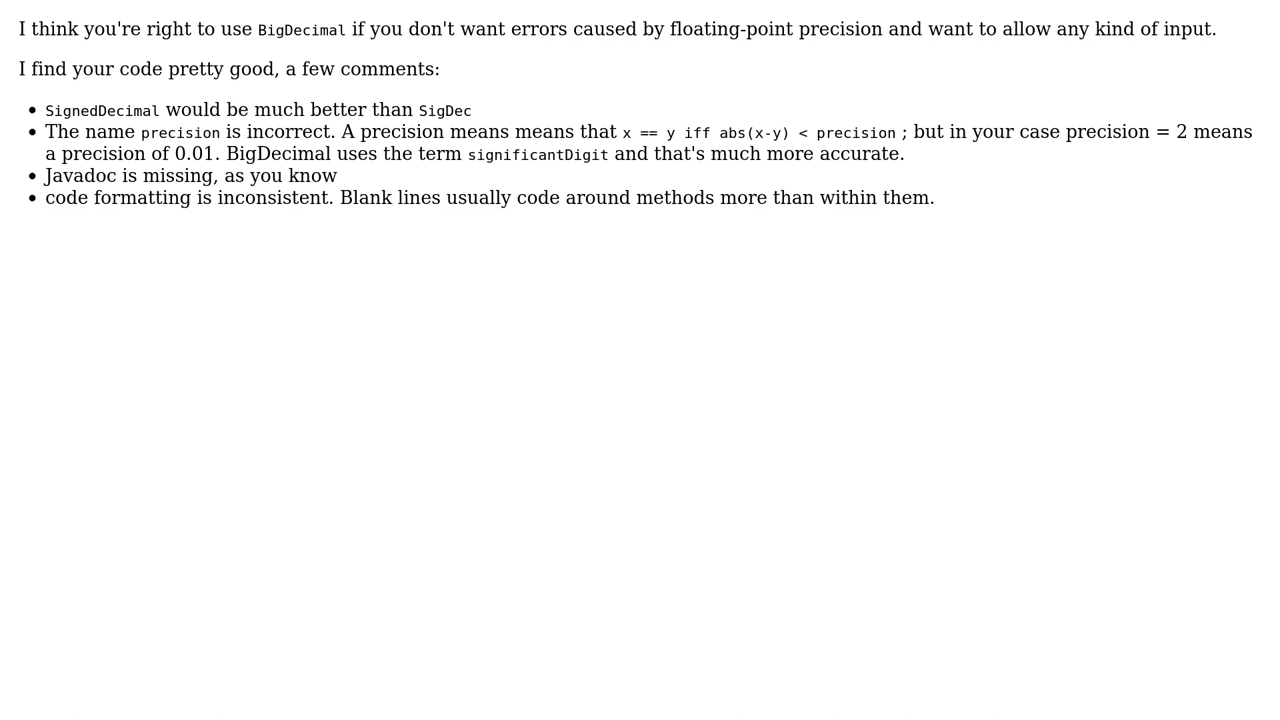 I think you're right to use BigDecimal if you don't want errors caused by floating-point precision and want to allow any kind of input.
I find your code pretty good, a few comments:
• SignedDecimal would be much better than SigDec
• The name precision is incorrect. A precision means means that x == y iff abs(x-y) < precision ; but in your case precision = 2 means
a precision of 0.01. BigDecimal uses the term significantDigit and that's much more accurate.
• Javadoc is missing, as you know
• code formatting is inconsistent. Blank lines usually code around methods more than within them.